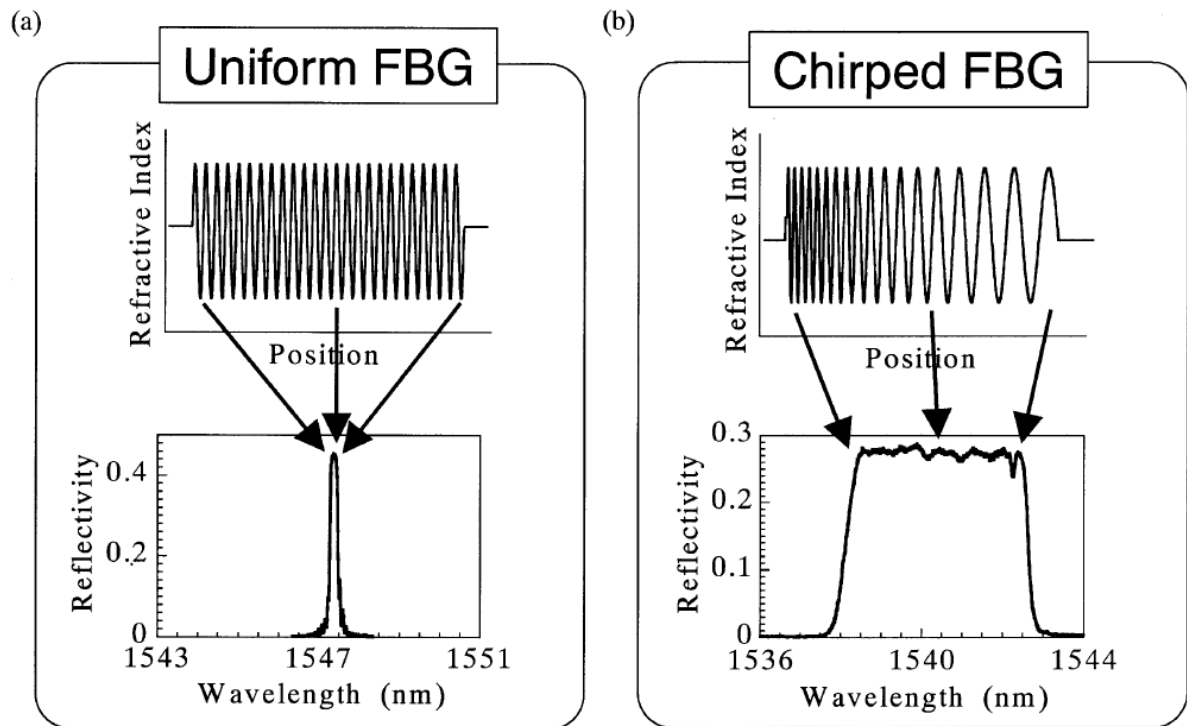 (a)
Uniform FBG
Refractive Index
Position
Reflectivity
0.4
0.2
0
1543
1547
1551
Wavelength (nm)
(b)
Chirped FBG
Refractive Index
Position
Reflectivity
0.3
0.2
0.1
0
1536
1540
1544
Wavelength (nm)